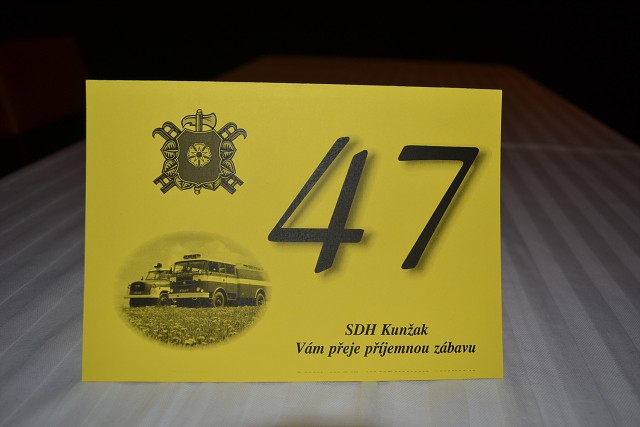 47
SDH Kunžak
Vám přeje příjemnou zábavu